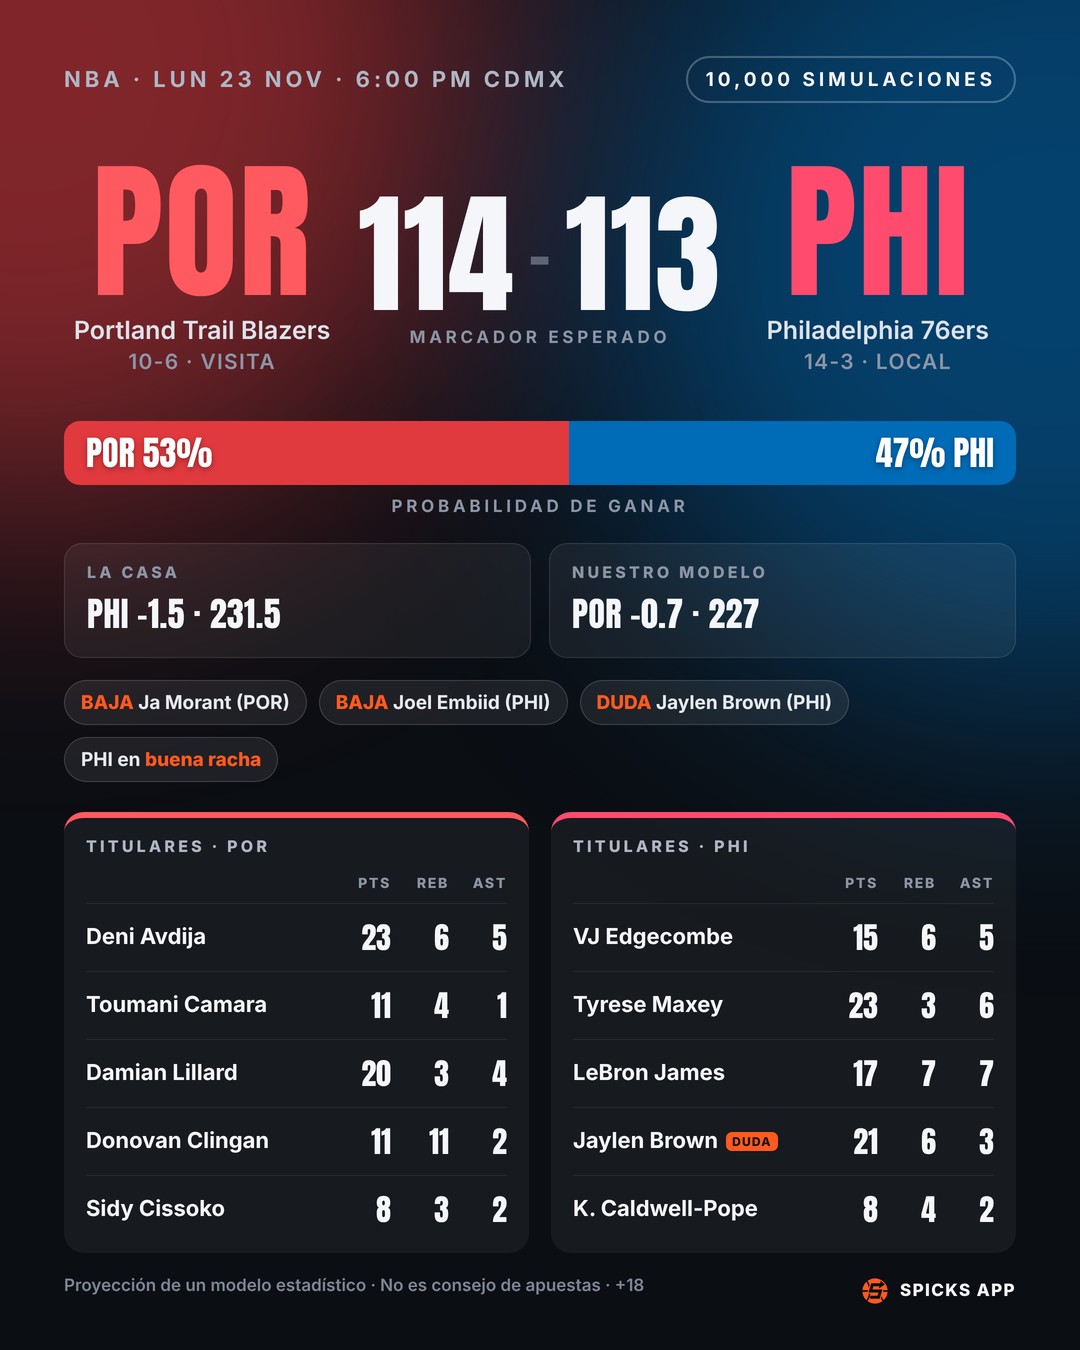 NBA · LUN 23 NOV · 6:00 PM CDMX
10,000 SIMULACIONES
POR
114 - 113
PHI
Portland Trail Blazers
10-6 · VISITA
MARCADOR ESPERADO
Philadelphia 76ers
14-3 · LOCAL
POR 53%
47% PHI
PROBABILIDAD DE GANAR
LA CASA
PHI -1.5 · 231.5
NUESTRO MODELO
POR -0.7 · 227
BAJA Ja Morant (POR)
BAJA Joel Embiid (PHI)
DUDA Jaylen Brown (PHI)
PHI en buena racha
TITULARES · POR
PTS REB AST
Deni Avdija 23 6 5
Toumani Camara 11 4 1
Damian Lillard 20 3 4
Donovan Clingan 11 11 2
Sidy Cissoko 8 3 2
TITULARES · PHI
PTS REB AST
VJ Edgecombe 15 6 5
Tyrese Maxey 23 3 6
LeBron James 17 7 7
Jaylen Brown DUDA 21 6 3
K. Caldwell-Pope 8 4 2
Proyección de un modelo estadístico · No es consejo de apuestas · +18
SPICKS APP